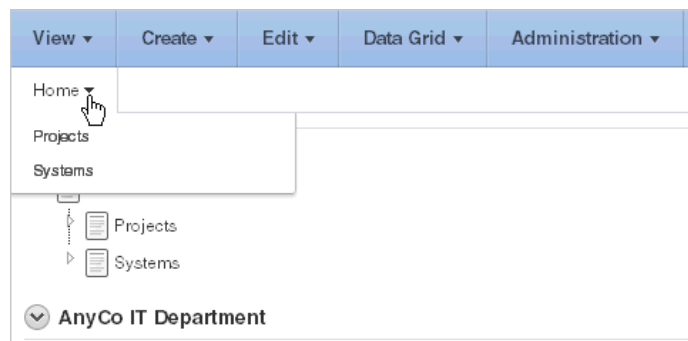 View Create Edit Data Grid Administration
Home
Projects
Systems
Projects
Systems
AnyCo IT Department